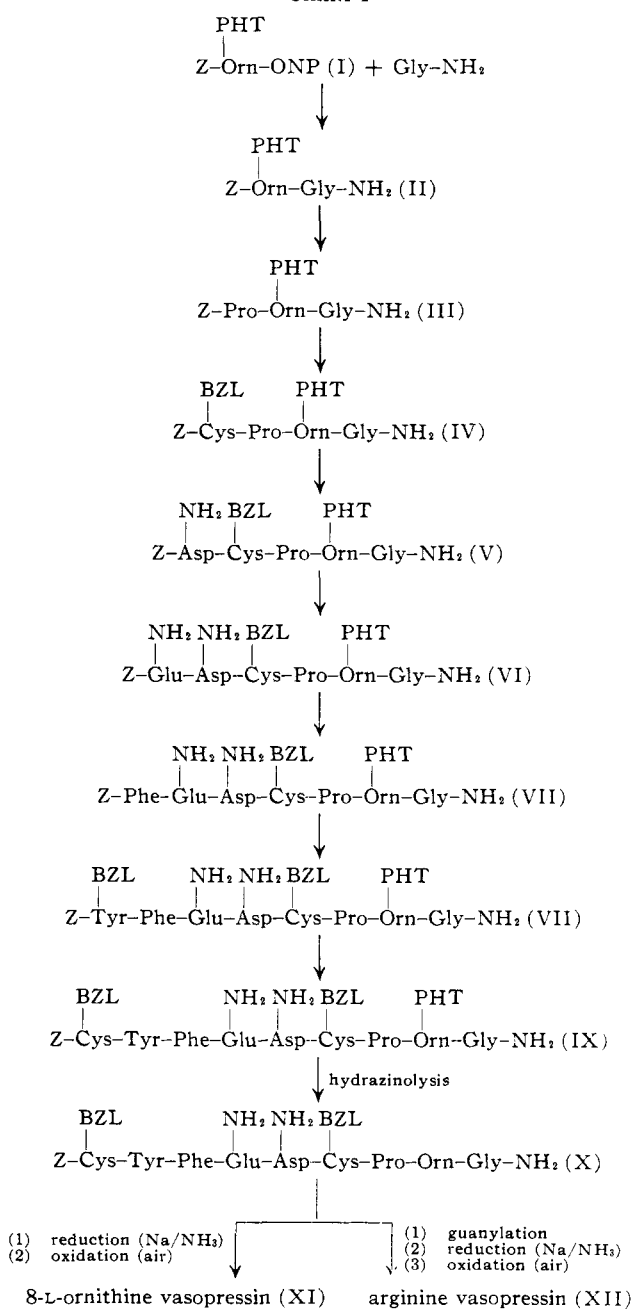 PHT
Z–Orn–ONP (I) + Gly–NH₂
PHT
Z–Orn–Gly–NH₂ (II)
PHT
Z–Pro–Orn–Gly–NH₂ (III)
BZL PHT
Z–Cys–Pro–Orn–Gly–NH₂ (IV)
NH₂ BZL PHT
Z–Asp–Cys–Pro–Orn–Gly–NH₂ (V)
NH₂ NH₂ BZL PHT
Z–Glu–Asp–Cys–Pro–Orn–Gly–NH₂ (VI)
NH₂ NH₂ BZL PHT
Z–Phe–Glu–Asp–Cys–Pro–Orn–Gly–NH₂ (VII)
BZL NH₂ NH₂ BZL PHT
Z–Tyr–Phe–Glu–Asp–Cys–Pro–Orn–Gly–NH₂ (VII)
BZL NH₂ NH₂ BZL PHT
Z–Cys–Tyr–Phe–Glu–Asp–Cys–Pro–Orn–Gly–NH₂ (IX)
hydrazinolysis
BZL NH₂ NH₂ BZL
Z–Cys–Tyr–Phe–Glu–Asp–Cys–Pro–Orn–Gly–NH₂ (X)
(1) reduction (Na/NH₃)
(2) oxidation (air)
(1) guanylation
(2) reduction (Na/NH₃)
(3) oxidation (air)
8-L-ornithine vasopressin (XI) arginine vasopressin (XII)